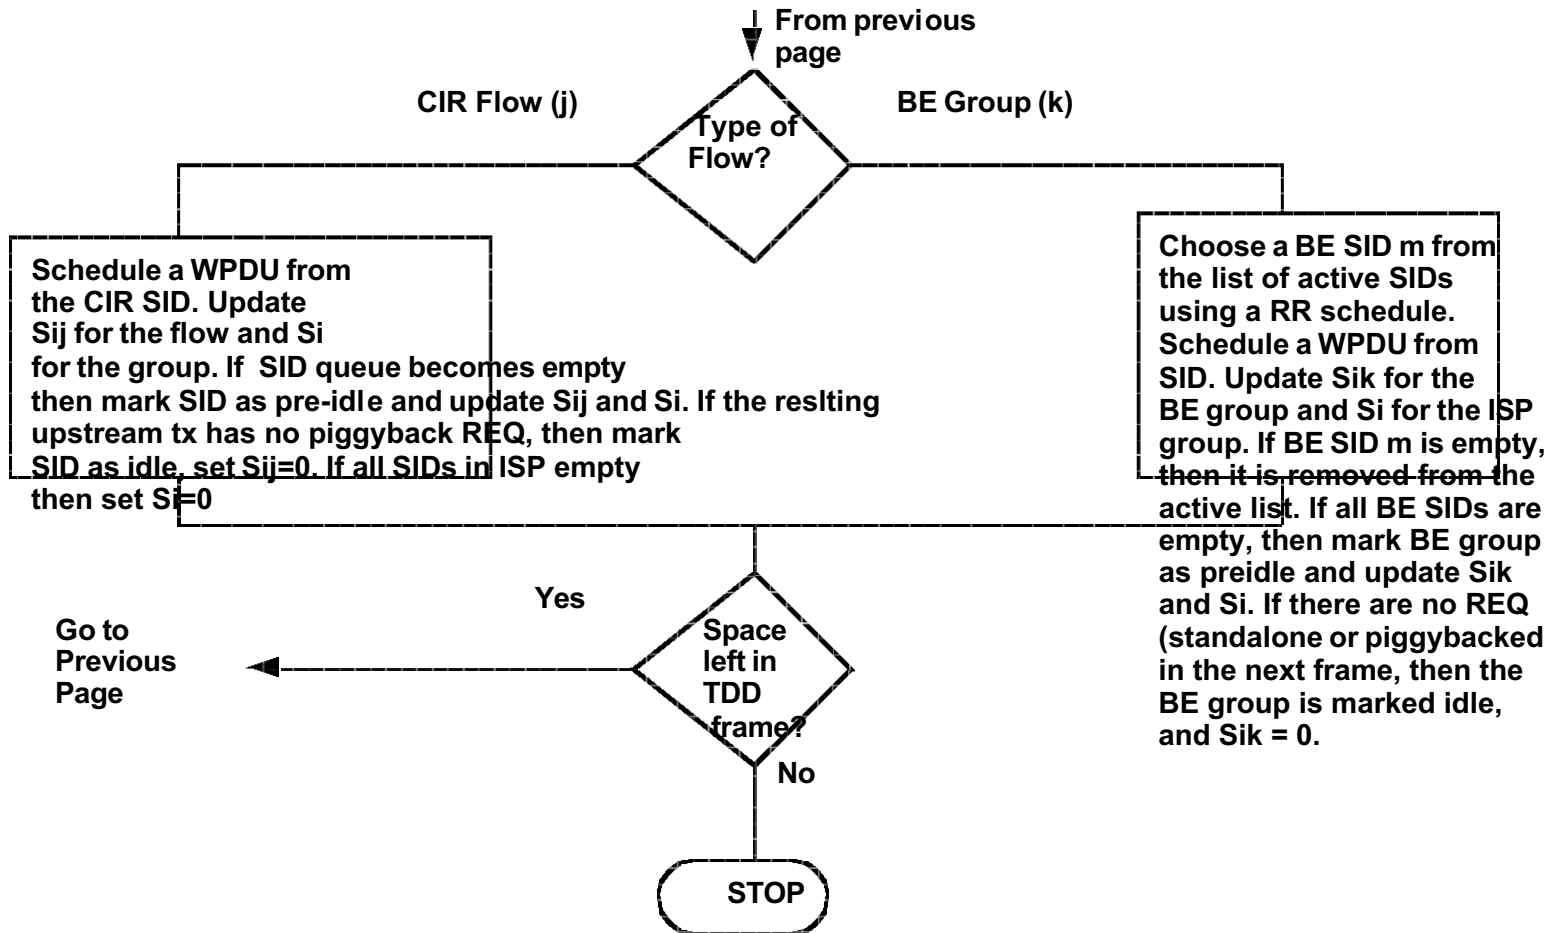 From previous
page
CIR Flow (j)
BE Group (k)
Type of
Flow?
Schedule a WPDU from
the CIR SID. Update
Sij for the flow and Si
for the group. If SID queue becomes empty
then mark SID as pre-idle and update Sij and Si. If the reslting
upstream tx has no piggyback REQ, then mark
SID as idle, set Sij=0. If all SIDs in ISP empty
then set Si=0
Choose a BE SID m from
the list of active SIDs
using a RR schedule.
Schedule a WPDU from
SID. Update Sik for the
BE group and Si for the ISP
group. If BE SID m is empty,
then it is removed from the
active list. If all BE SIDs are
empty, then mark BE group
as preidle and update Sik
and Si. If there are no REQ
(standalone or piggybacked
in the next frame, then the
BE group is marked idle,
and Sik = 0.
Yes
Go to
Previous
Page
Space
left in
TDD
frame?
No
STOP